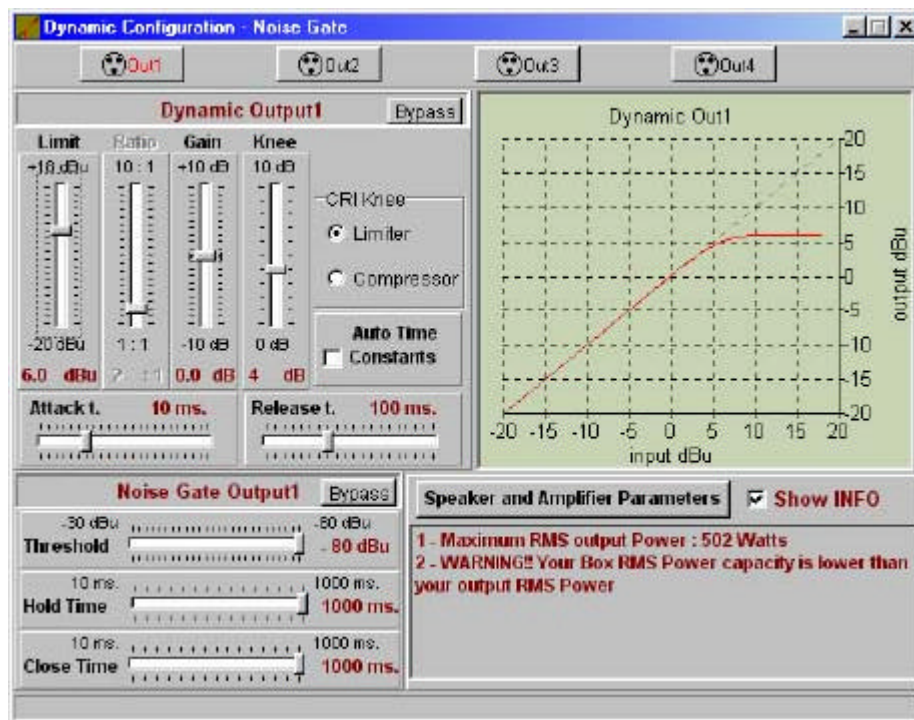 Dynamic Configuration - Noise Gate
Out1 Out2 Out3 Out4
Dynamic Output1 Bypass
Limit Ratio Gain Knee
+18 dBu 10 : 1 +10 dB 10 dB
-20 dBu 1 : 1 -10 dB 0 dB
6.0 dBu ? : 1 0.0 dB 4 dB
CRI Knee
Limiter
Compressor
Auto Time
Constants
Attack t. 10 ms. Release t. 100 ms.
Dynamic Out1
20
15
10
5
0
-5
-10
-15
-20
output dBu
-20 -15 -10 -5 0 5 10 15 20
input dBu
Noise Gate Output1 Bypass
-30 dBu -80 dBu
Threshold - 80 dBu
10 ms. 1000 ms.
Hold Time 1000 ms.
10 ms. 1000 ms.
Close Time 1000 ms.
Speaker and Amplifier Parameters Show INFO
1 - Maximum RMS output Power : 502 Watts
2 - WARNING!! Your Box RMS Power capacity is lower than
your output RMS Power